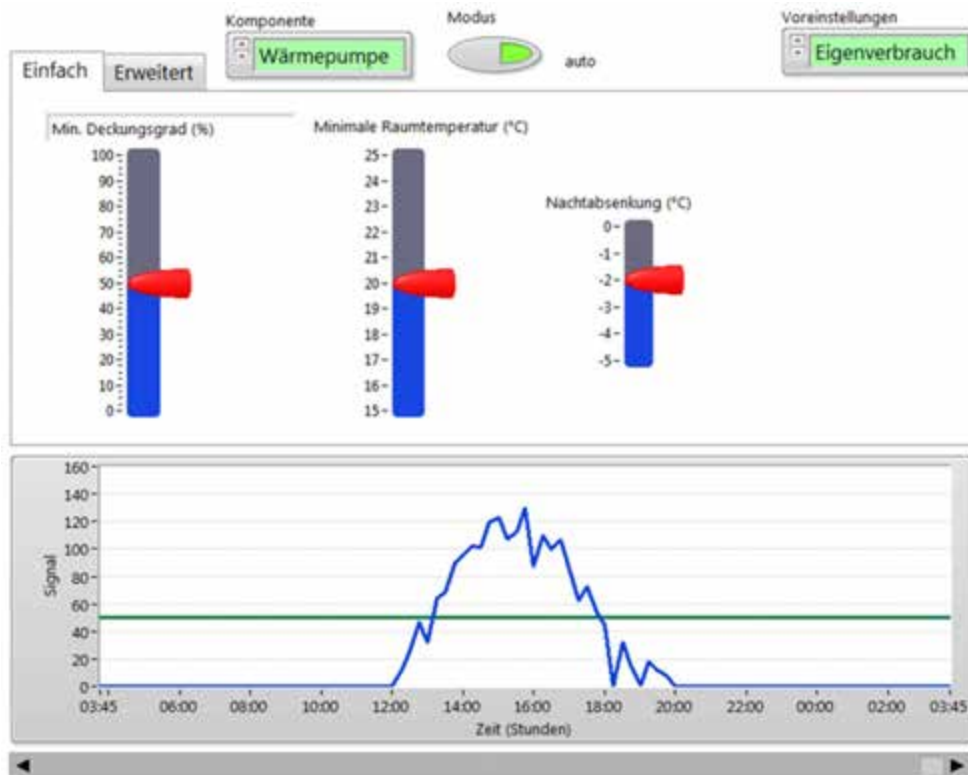 Komponente
Modus
Voreinstellungen
Einfach
Erweitert
Wärmepumpe
auto
Eigenverbrauch
Min. Deckungsgrad (%)
100
90
80
70
60
50
40
30
20
10
0
Minimale Raumtemperatur (°C)
25
24
23
22
21
20
19
18
17
16
15
Nachtabsenkung (°C)
0
-1
-2
-3
-4
-5
Signal
160
140
120
100
80
60
40
20
0
03:45 06:00 08:00 10:00 12:00 14:00 16:00 18:00 20:00 22:00 00:00 02:00 03:45
Zeit (Stunden)